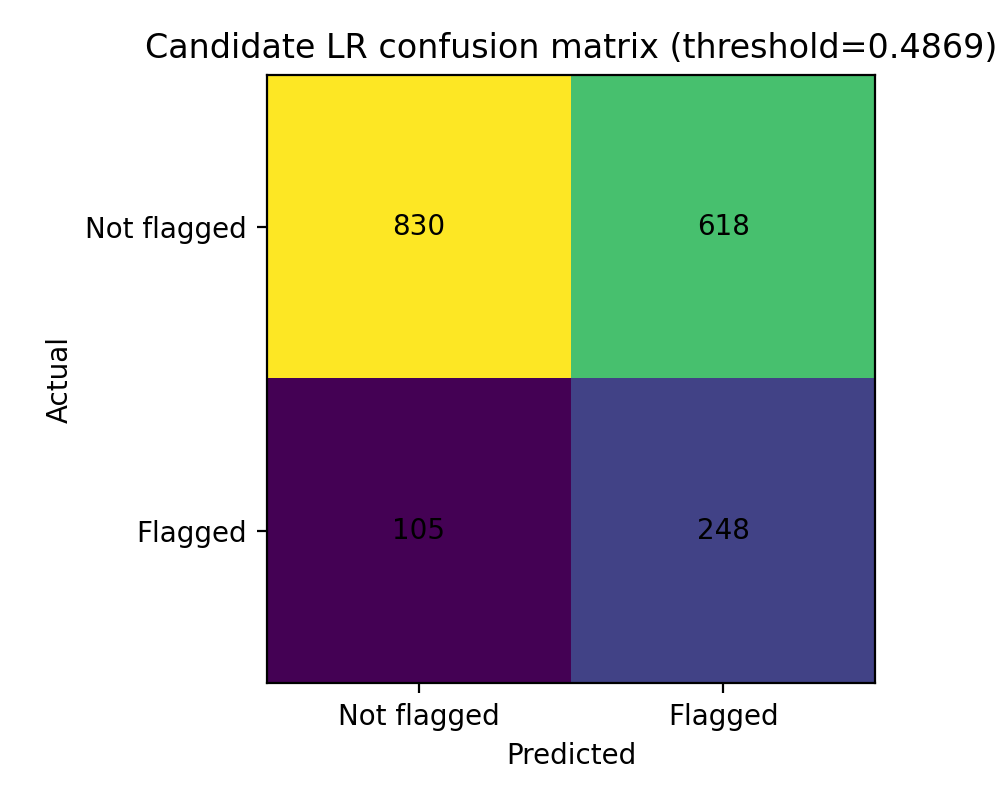 Candidate LR confusion matrix (threshold=0.4869)
Not flagged
830
618
Actual
Flagged
105
248
Not flagged
Flagged
Predicted